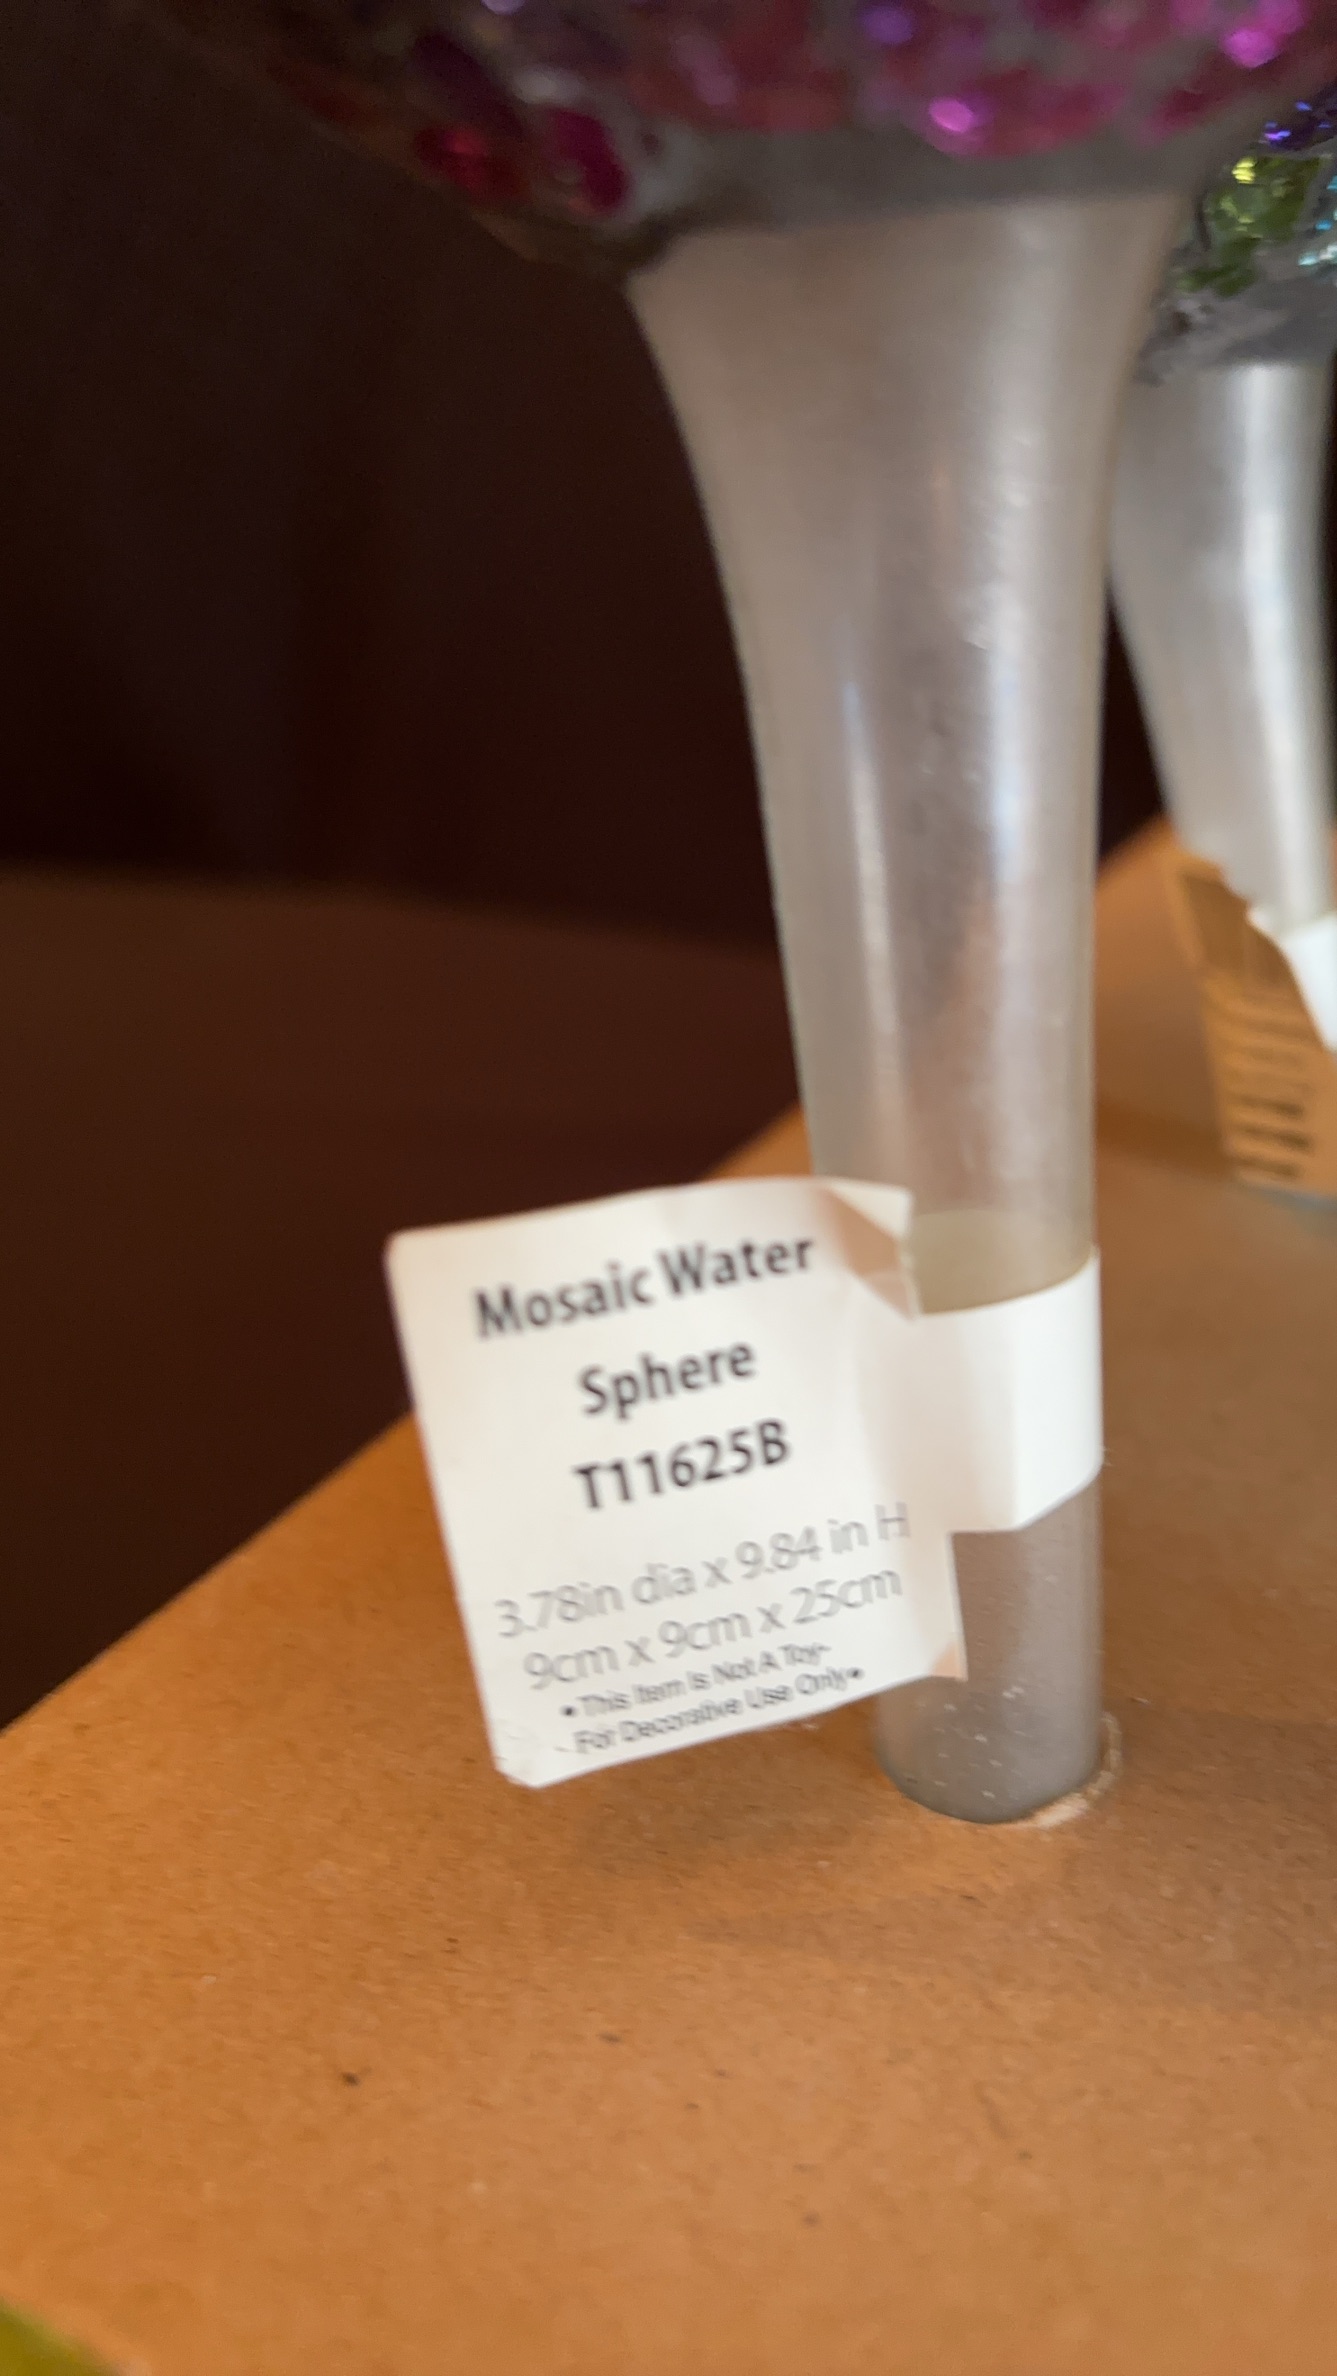 Mosaic Water
Sphere
T11625B
3.78in dia x 9.84 in H
9cm x 9cm x 25cm
•This Item Is Not A Toy-
For Decorative Use Only•